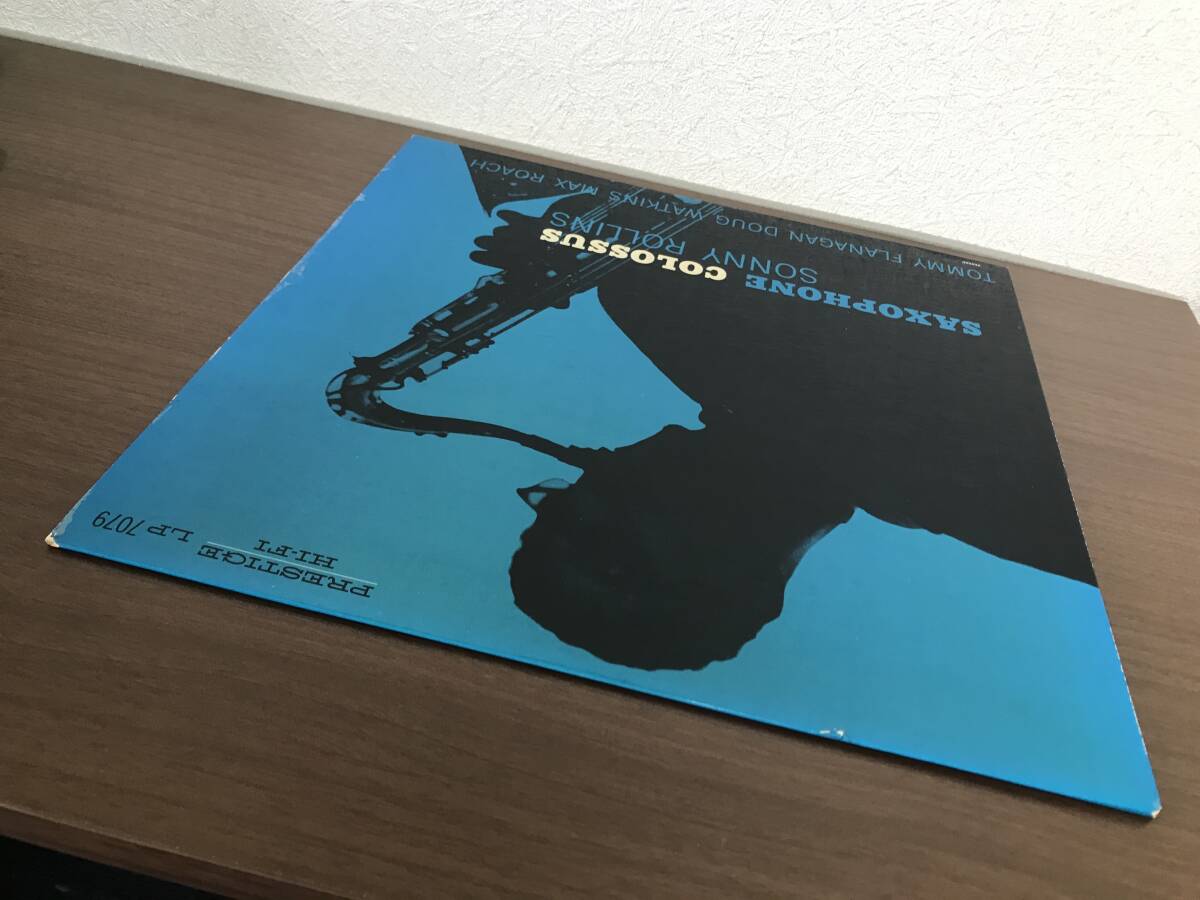 PRESTIGE LP 7079
HI-FI
SAXOPHONE COLOSSUS
SONNY ROLLINS
TOMMY FLANAGAN DOUG WATKINS MAX ROACH